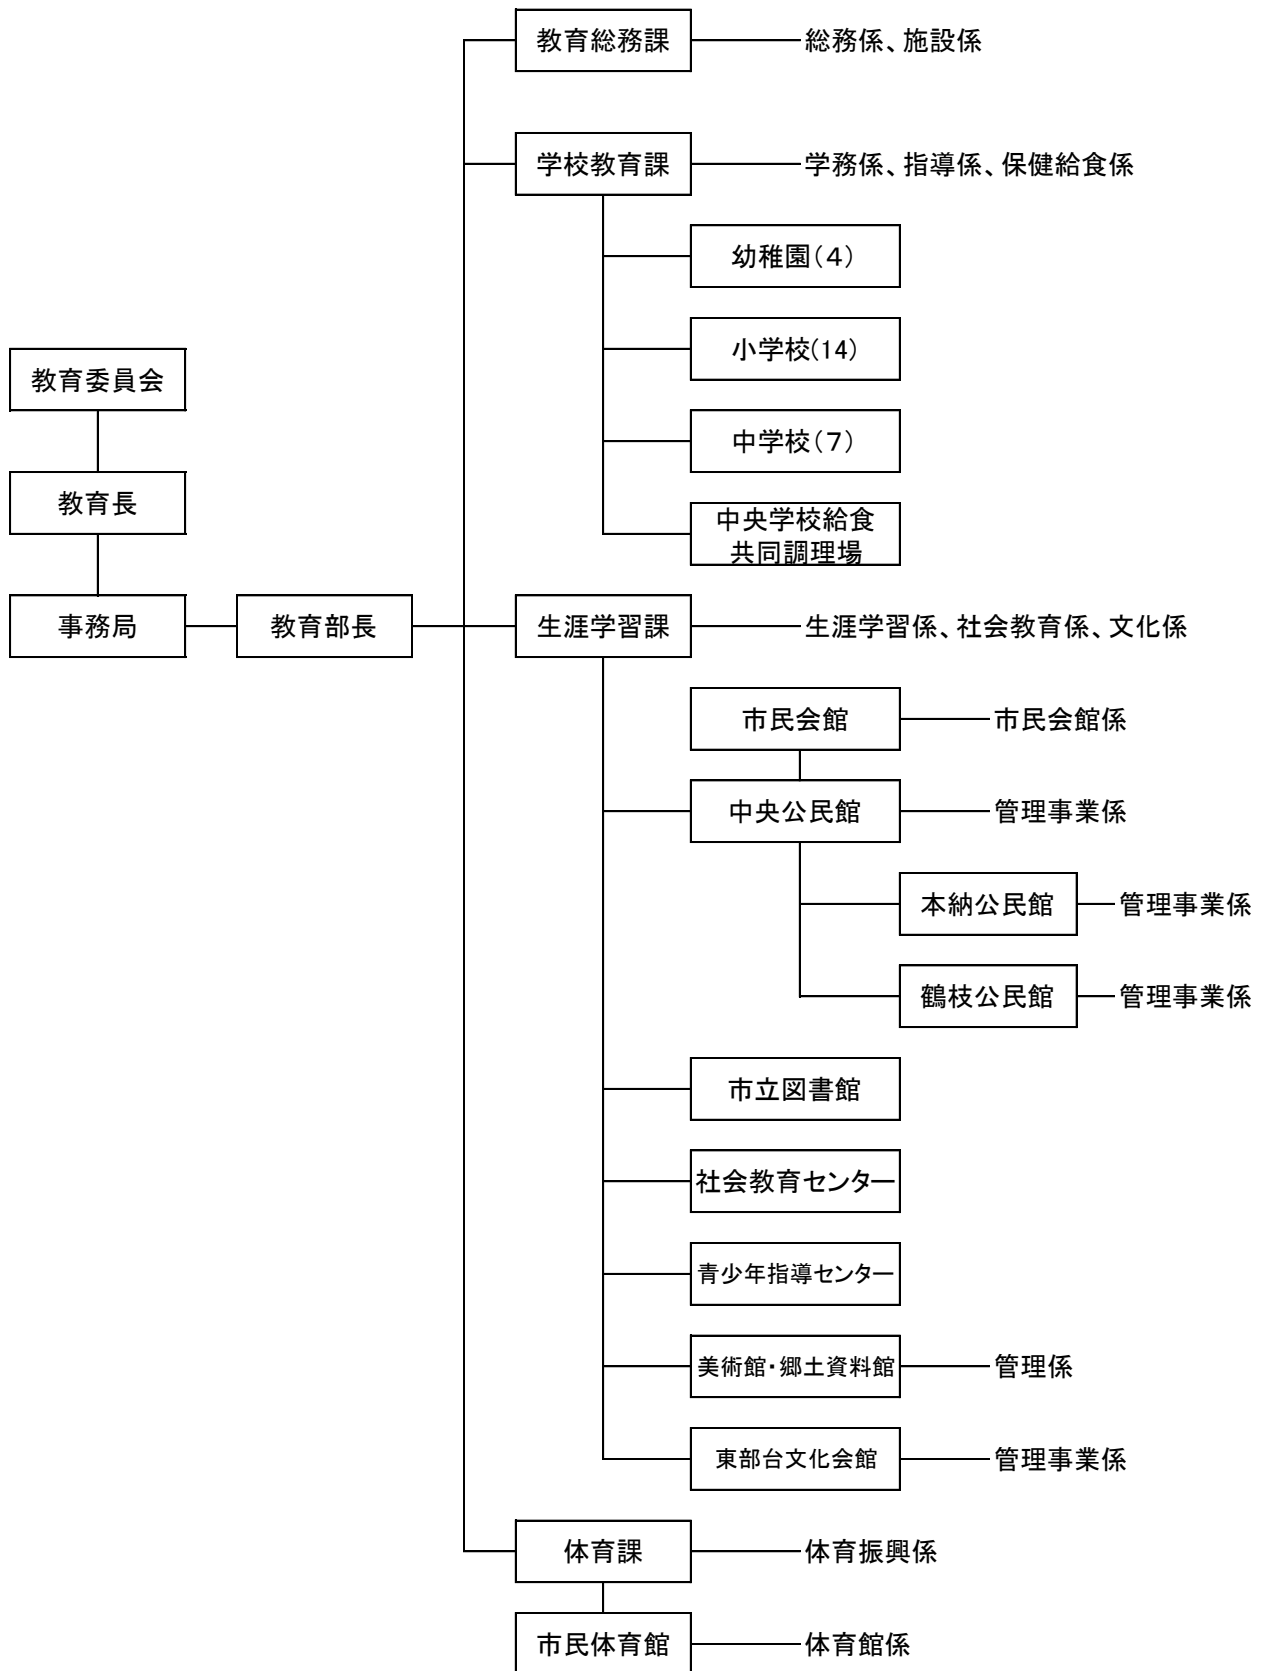 教育総務課
総務係、施設係
学校教育課
学務係、指導係、保健給食係
幼稚園（４）
小学校(14)
中学校（７）
中央学校給食
共同調理場
教育委員会
教育長
事務局
教育部長
生涯学習課
生涯学習係、社会教育係、文化係
市民会館
市民会館係
中央公民館
管理事業係
本納公民館
管理事業係
鶴枝公民館
管理事業係
市立図書館
社会教育センター
青少年指導センター
美術館・郷土資料館
管理係
東部台文化会館
管理事業係
体育課
体育振興係
市民体育館
体育館係